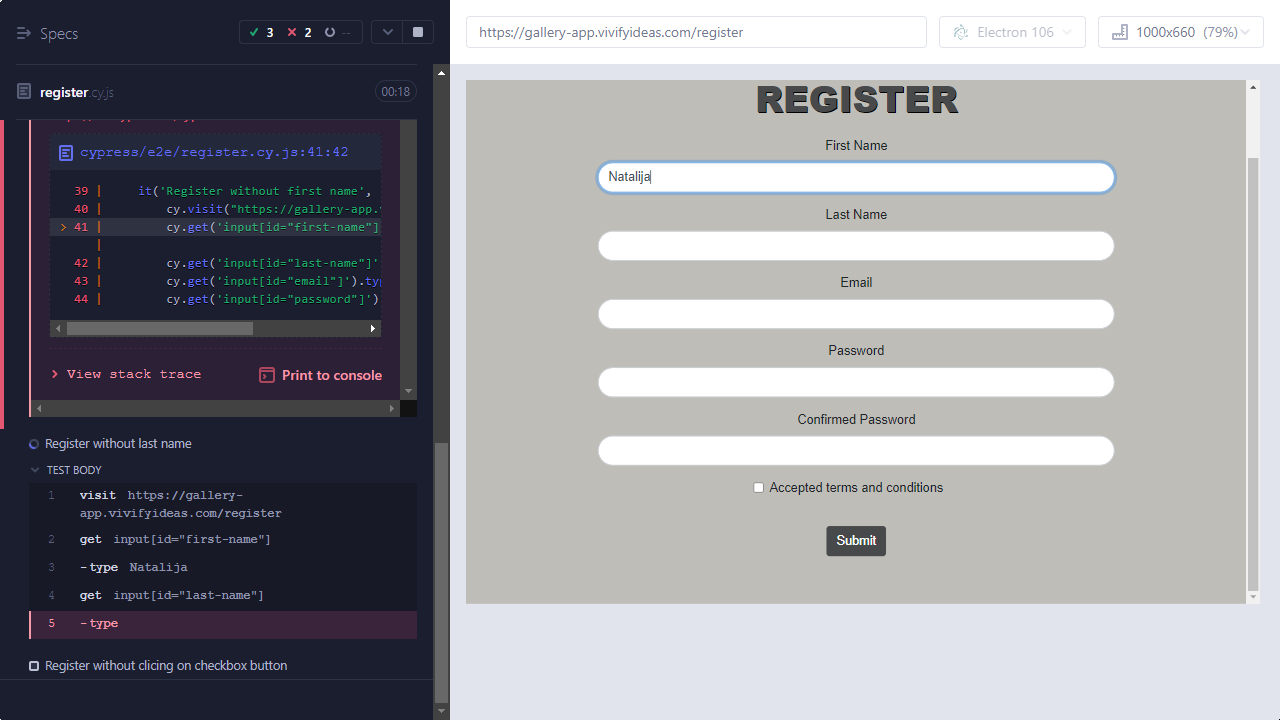 Specs
3
2
--
register.cy.js
00:18
cypress/e2e/register.cy.js:41:42
39 | it('Register without first name',
40 | cy.visit("https://gallery-app.
> 41 | cy.get('input[id="first-name"]
|
42 | cy.get('input[id="last-name"]'
43 | cy.get('input[id="email"]').ty
44 | cy.get('input[id="password"]')
View stack trace
Print to console
Register without last name
TEST BODY
1 visit https://gallery-
app.vivifyideas.com/register
2 get input[id="first-name"]
3 -type Natalija
4 get input[id="last-name"]
5 -type
Register without clicing on checkbox button
https://gallery-app.vivifyideas.com/register
Electron 106
1000x660 (79%)
REGISTER
First Name
Natalija
Last Name
Email
Password
Confirmed Password
Accepted terms and conditions
Submit